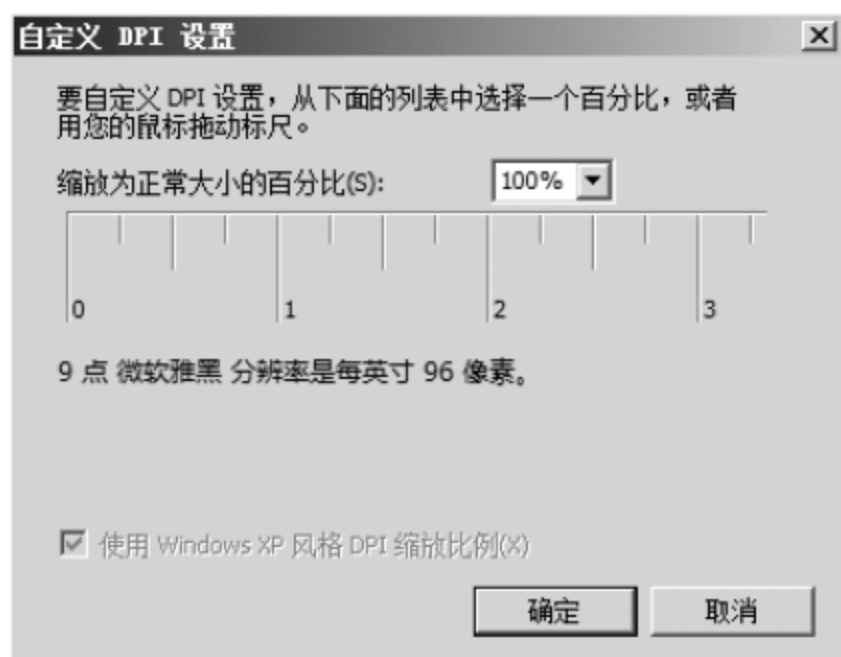 自定义 DPI 设置
要自定义 DPI 设置，从下面的列表中选择一个百分比，或者
用您的鼠标拖动标尺。
缩放为正常大小的百分比(S): 100%
0 1 2 3
9 点 微软雅黑 分辨率是每英寸 96 像素。
使用 Windows XP 风格 DPI 缩放比例(X)
确定 取消